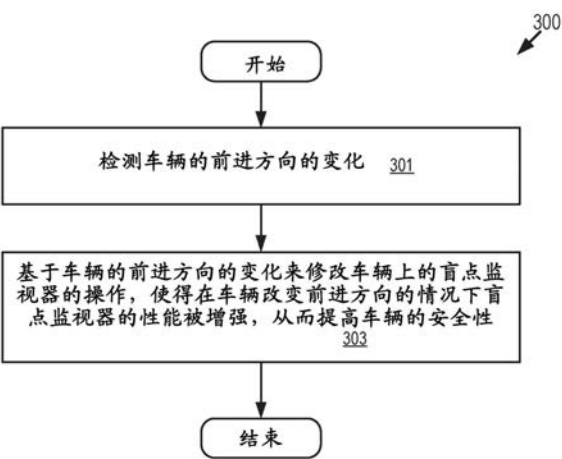 300
开始
检测车辆的前进方向的变化 301
基于车辆的前进方向的变化来修改车辆上的盲点监
视器的操作，使得在车辆改变前进方向的情况下盲
点监视器的性能被增强，从而提高车辆的安全性
303
结束